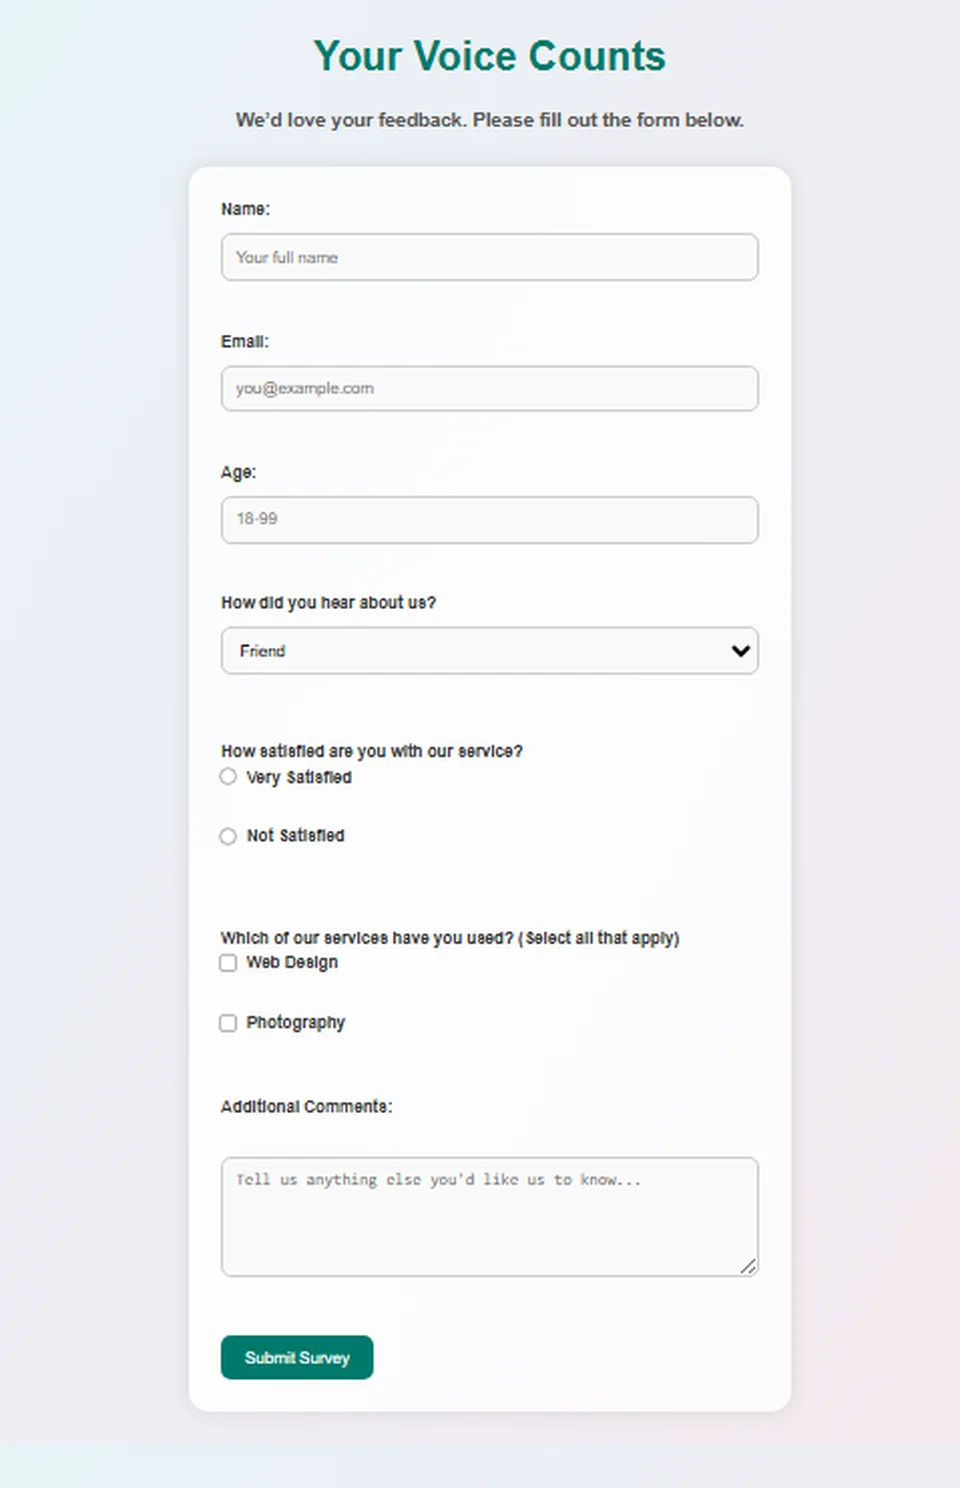 Your Voice Counts
We'd love your feedback. Please fill out the form below.
Name:
Your full name
Email:
you@example.com
Age:
18-99
How did you hear about us?
Friend
How satisfied are you with our service?
Very Satisfied
Not Satisfied
Which of our services have you used? (Select all that apply)
Web Design
Photography
Additional Comments:
Tell us anything else you'd like us to know...
Submit Survey